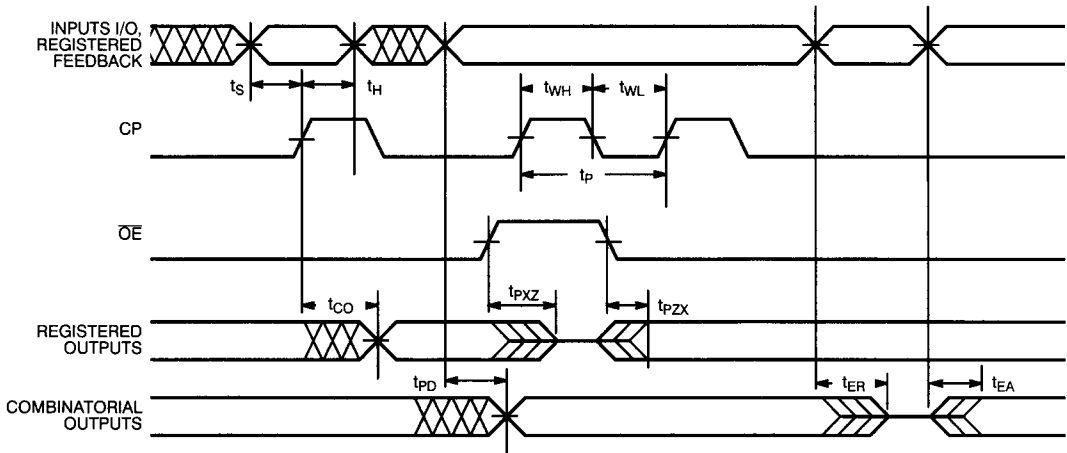 INPUTS I/O,
REGISTERED
FEEDBACK
tS
tH
tWH
tWL
CP
tP
OE
tCO
tPXZ
tPZX
REGISTERED
OUTPUTS
tPD
tER
tEA
COMBINATORIAL
OUTPUTS